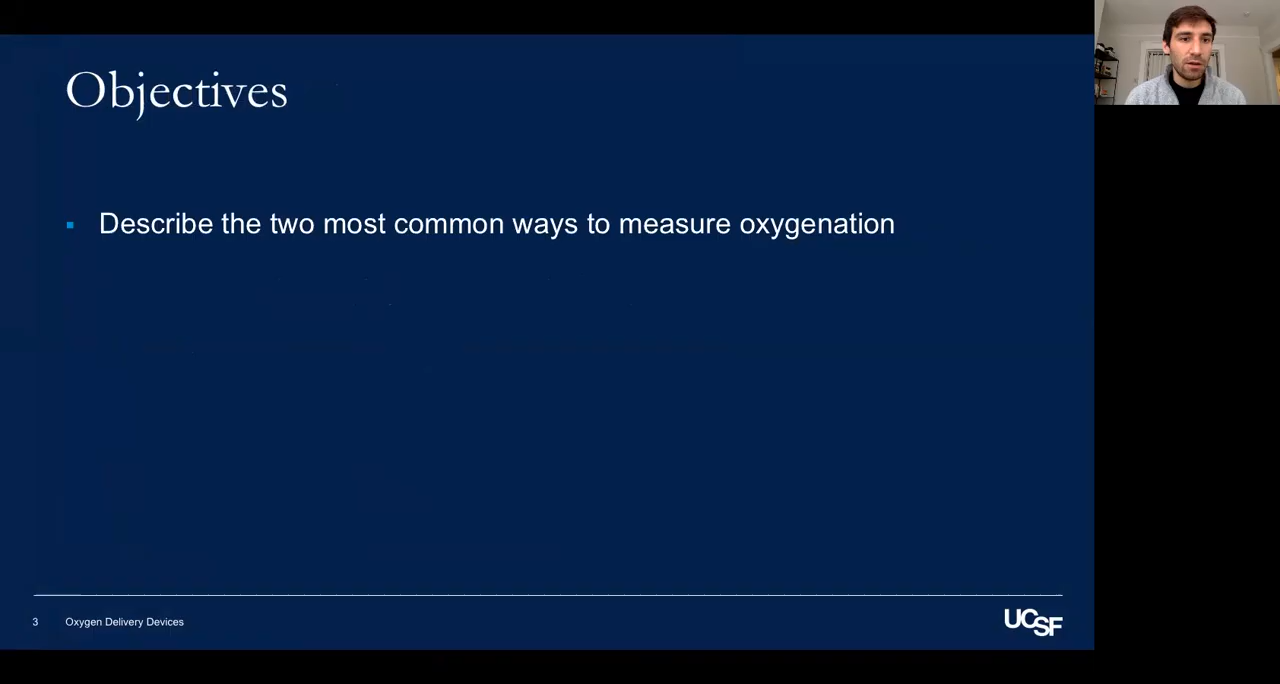 Objectives
Describe the two most common ways to measure oxygenation
3 Oxygen Delivery Devices
UCSF